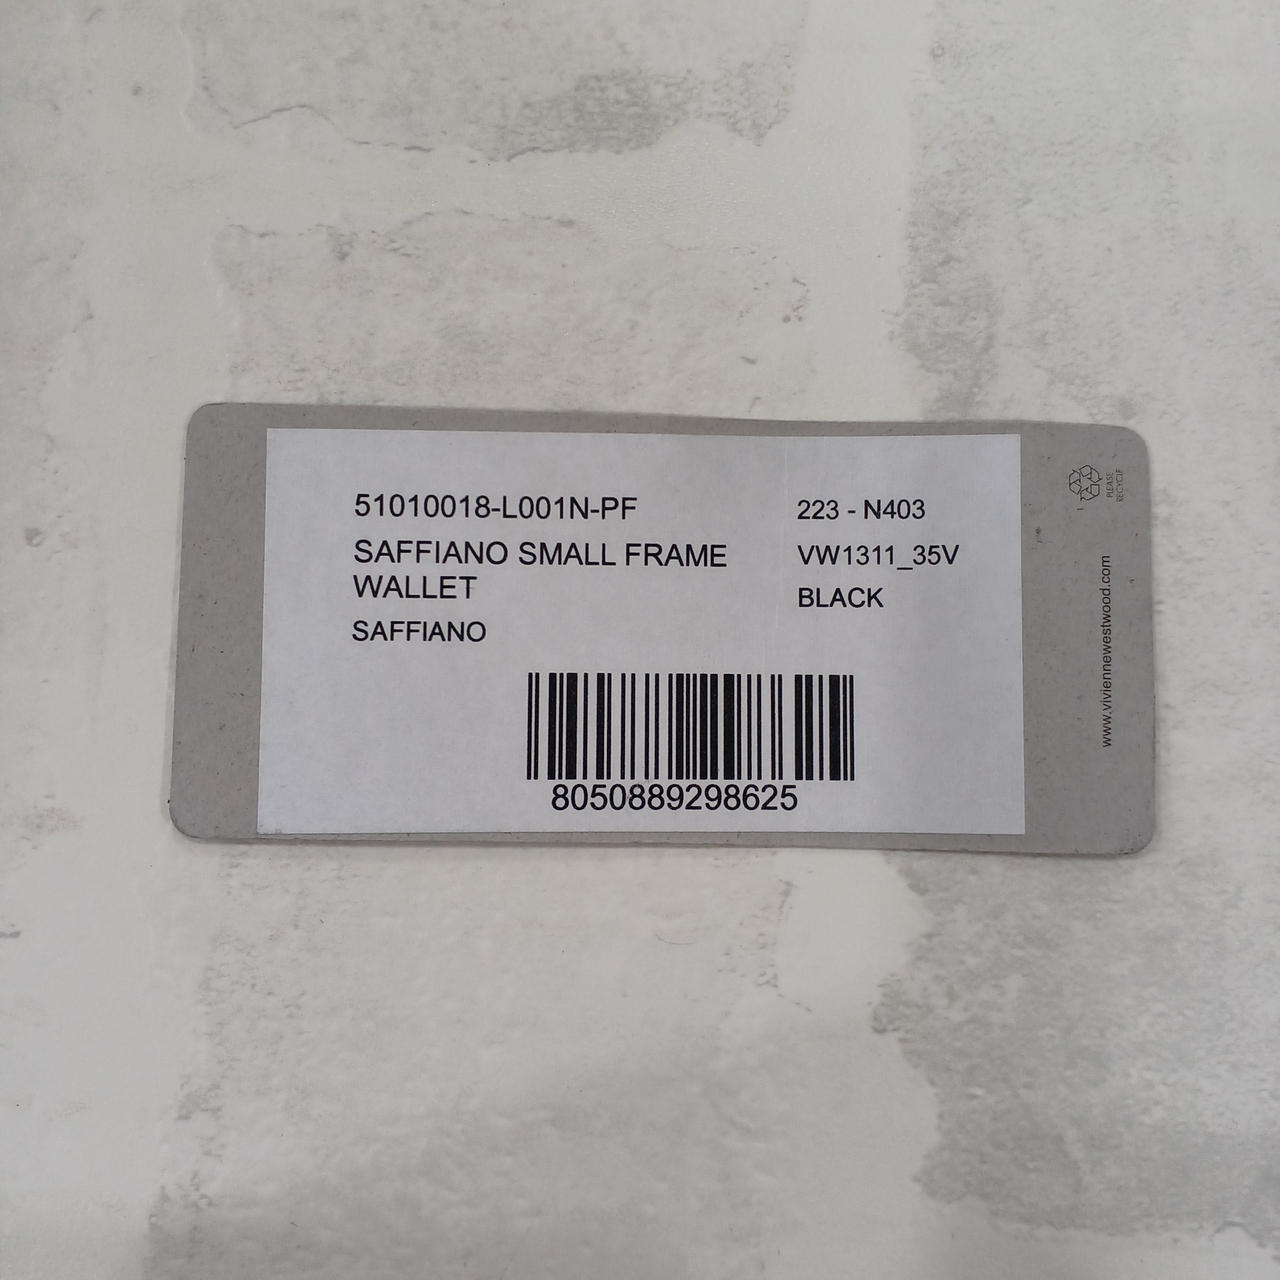 51010018-L001N-PF
SAFFIANO SMALL FRAME
WALLET
SAFFIANO
223 - N403
VW1311_35V
BLACK
8050889298625
PLEASE
RECYCLE
www.viviennewestwood.com